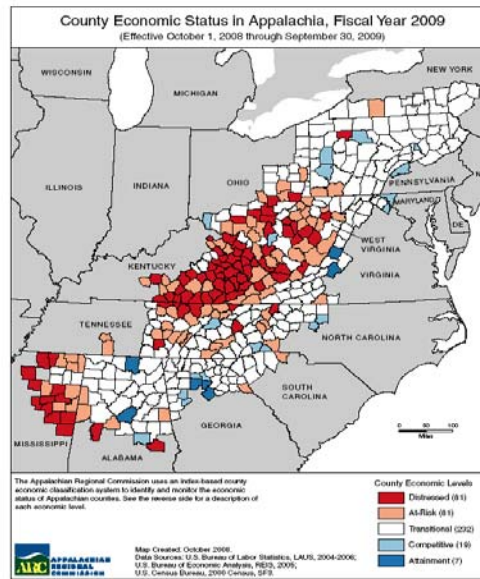 County Economic Status in Appalachia, Fiscal Year 2009
(Effective October 1, 2008 through September 30, 2009)
WISCONSIN
MICHIGAN
NEW YORK
ILLINOIS
INDIANA
OHIO
PENNSYLVANIA
MARYLAND
DE
WEST
VIRGINIA
VIRGINIA
KENTUCKY
TENNESSEE
NORTH CAROLINA
SOUTH
CAROLINA
GEORGIA
MISSISSIPPI
ALABAMA
0 50 100
Miles
The Appalachian Regional Commission uses an index-based county
economic classification system to identify and monitor the economic
status of Appalachian counties. See the reverse side for a description of
each economic level.
County Economic Levels
Distressed (81)
At-Risk (81)
Transitional (232)
Competitive (19)
Attainment (7)
ARC
APPALACHIAN
REGIONAL
COMMISSION
Map Created: October 2008.
Data Sources: U.S. Bureau of Labor Statistics, LAUS, 2004-2006;
U.S. Bureau of Economic Analysis, REIS, 2005;
U.S. Census Bureau, 2000 Census, SF3.